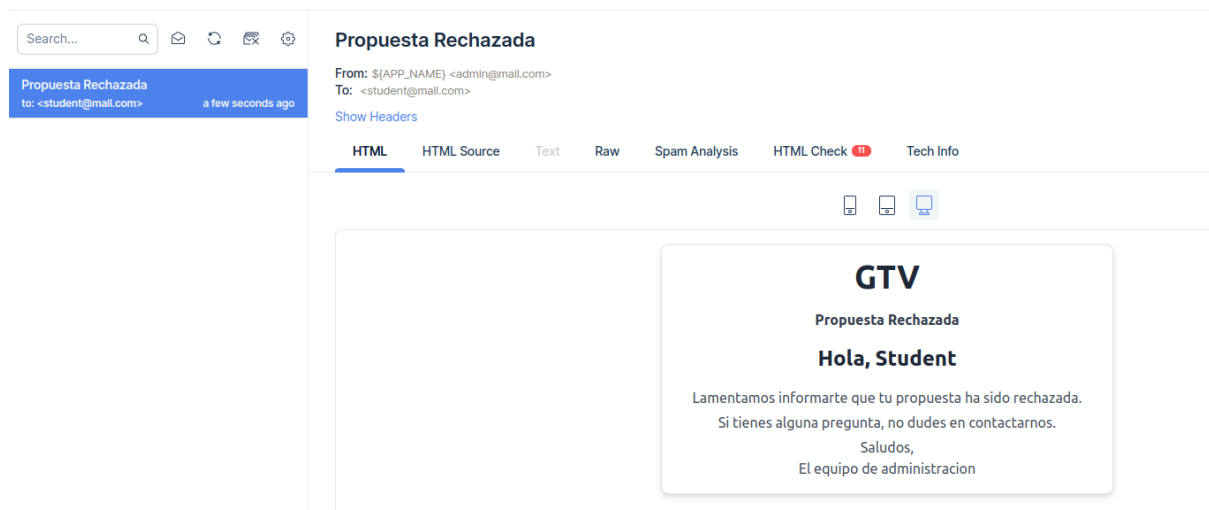 Search...
Propuesta Rechazada
to: <student@mail.com> a few seconds ago
Propuesta Rechazada
From: ${APP_NAME} <admin@mail.com>
To: <student@mail.com>
Show Headers
HTML HTML Source Text Raw Spam Analysis HTML Check 11 Tech Info
GTV
Propuesta Rechazada
Hola, Student
Lamentamos informarte que tu propuesta ha sido rechazada.
Si tienes alguna pregunta, no dudes en contactarnos.
Saludos,
El equipo de administracion